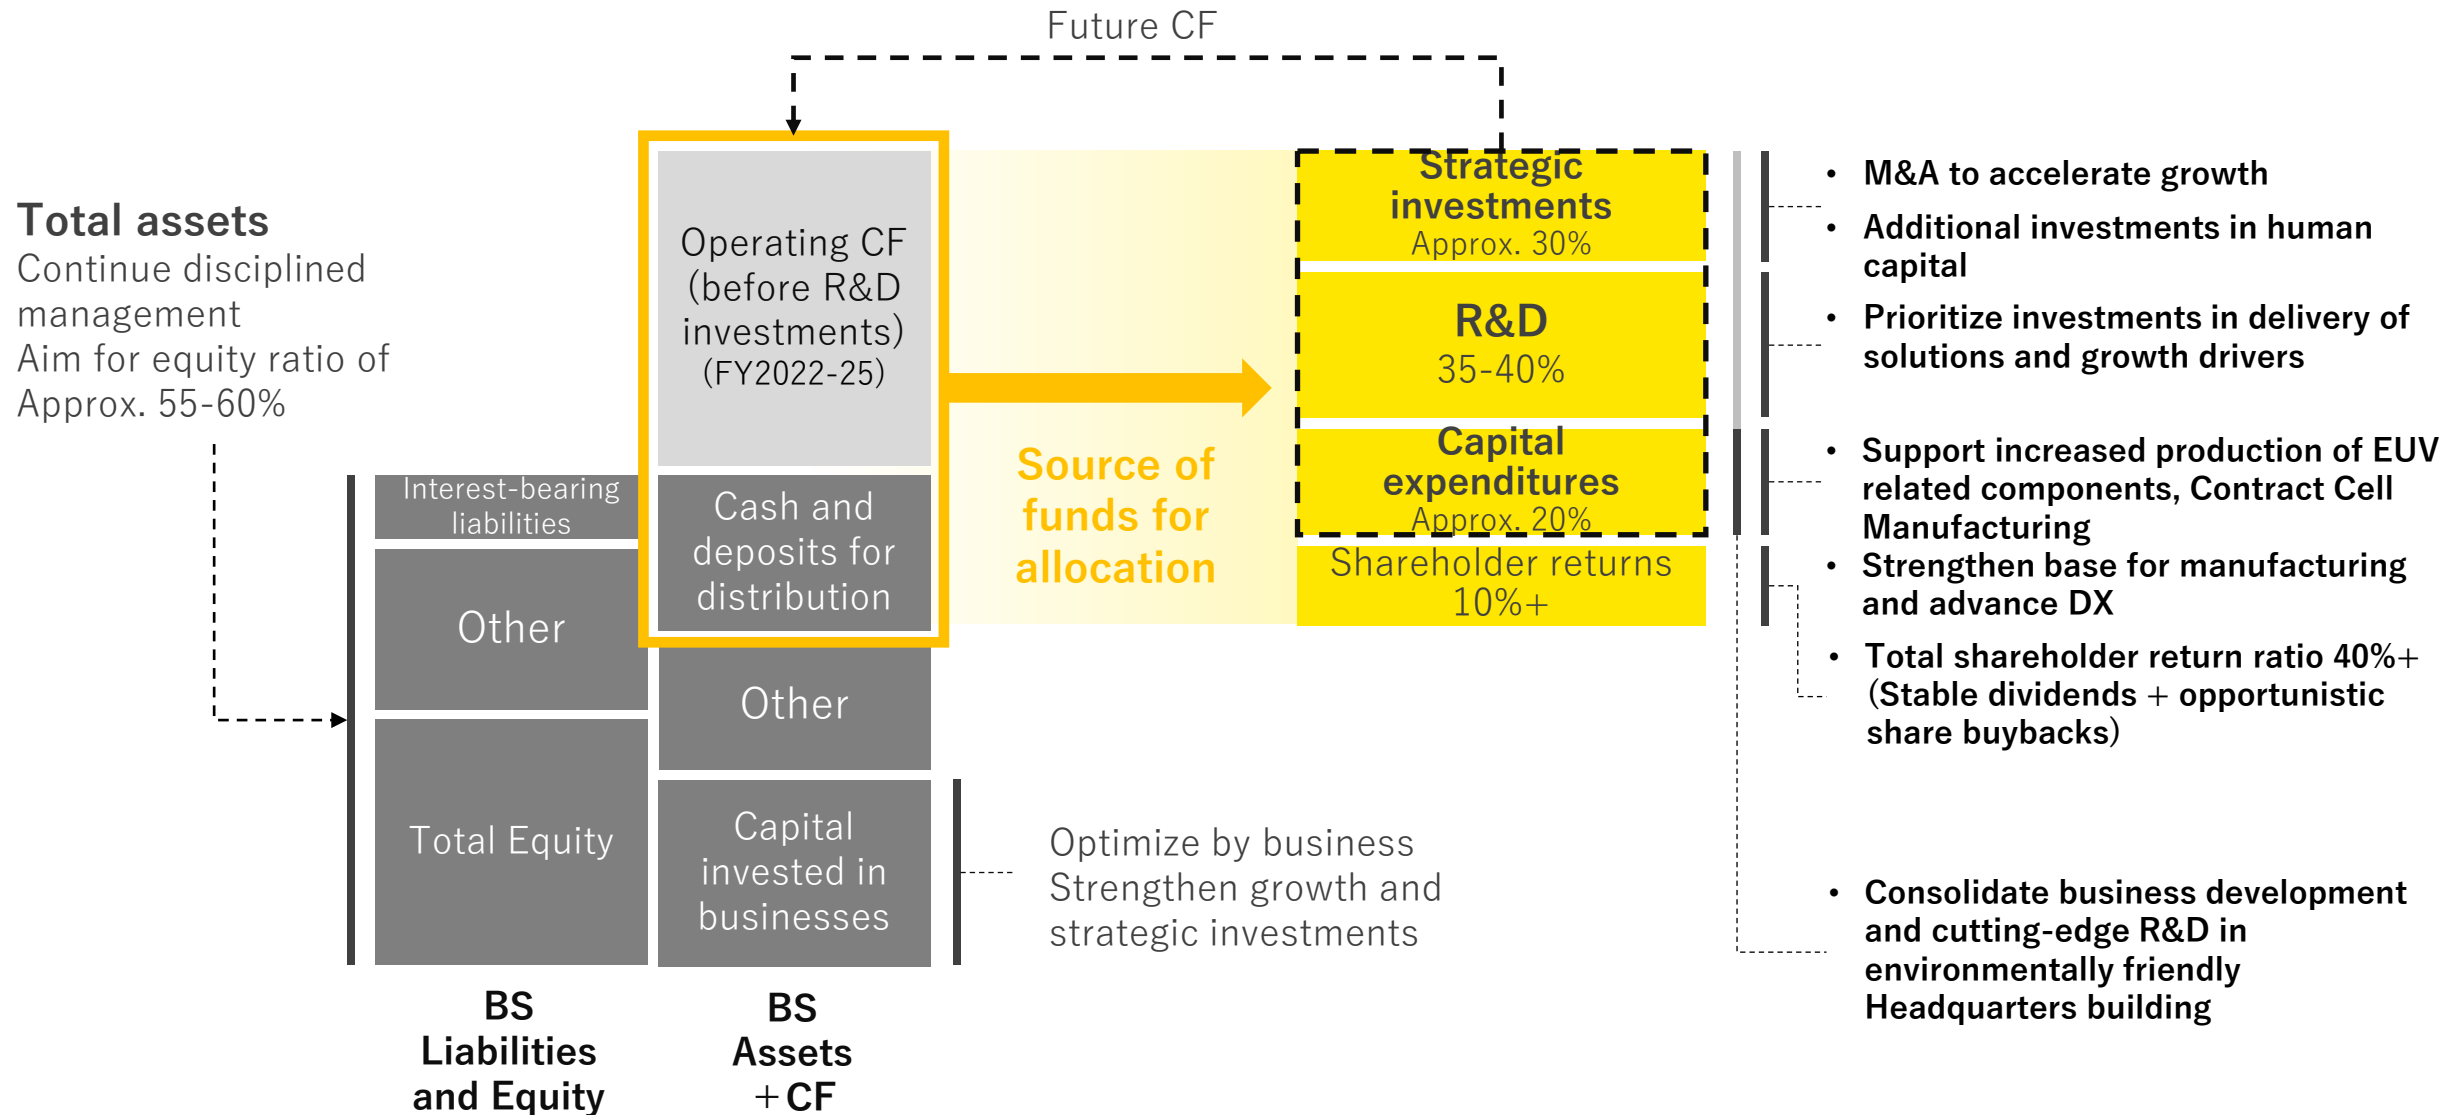 Future CF
Total assets
Continue disciplined
management
Aim for equity ratio of
Approx. 55-60%
Interest-bearing
liabilities
Other
Total Equity
BS
Liabilities
and Equity
Operating CF
(before R&D
investments)
(FY2022-25)
Cash and
deposits for
distribution
Other
Capital
invested in
businesses
BS
Assets
+CF
Source of
funds for
allocation
Optimize by business
Strengthen growth and
strategic investments
Strategic
investments
Approx. 30%
R&D
35-40%
Capital
expenditures
Approx. 20%
Shareholder returns
10%+
• M&A to accelerate growth
• Additional investments in human
capital
• Prioritize investments in delivery of
solutions and growth drivers
• Support increased production of EUV
related components, Contract Cell
Manufacturing
• Strengthen base for manufacturing
and advance DX
• Total shareholder return ratio 40%+
(Stable dividends + opportunistic
share buybacks)
• Consolidate business development
and cutting-edge R&D in
environmentally friendly
Headquarters building